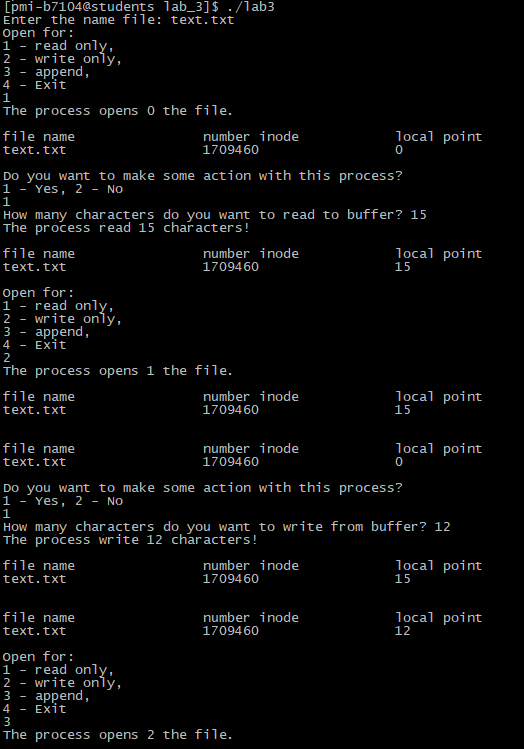 [pmi-b7104@students lab_3]$ ./lab3
Enter the name file: text.txt
Open for:
1 - read only,
2 - write only,
3 - append,
4 - Exit
1
The process opens 0 the file.
file name number inode local point
text.txt 1709460 0
Do you want to make some action with this process?
1 - Yes, 2 - No
1
How many characters do you want to read to buffer? 15
The process read 15 characters!
file name number inode local point
text.txt 1709460 15
Open for:
1 - read only,
2 - write only,
3 - append,
4 - Exit
2
The process opens 1 the file.
file name number inode local point
text.txt 1709460 15
file name number inode local point
text.txt 1709460 0
Do you want to make some action with this process?
1 - Yes, 2 - No
1
How many characters do you want to write from buffer? 12
The process write 12 characters!
file name number inode local point
text.txt 1709460 15
file name number inode local point
text.txt 1709460 12
Open for:
1 - read only,
2 - write only,
3 - append,
4 - Exit
3
The process opens 2 the file.